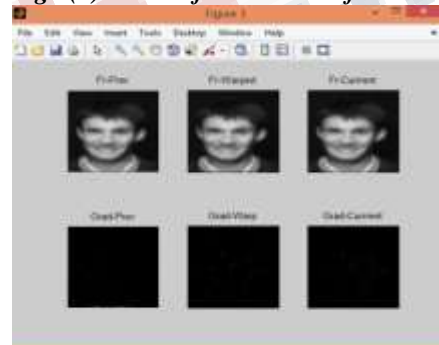 Figure 3
File Edit View Insert Tools Desktop Window Help
Fr-Prev Fr-Warped Fr-Current
Grad-Prev Grad-Warp Grad-Current